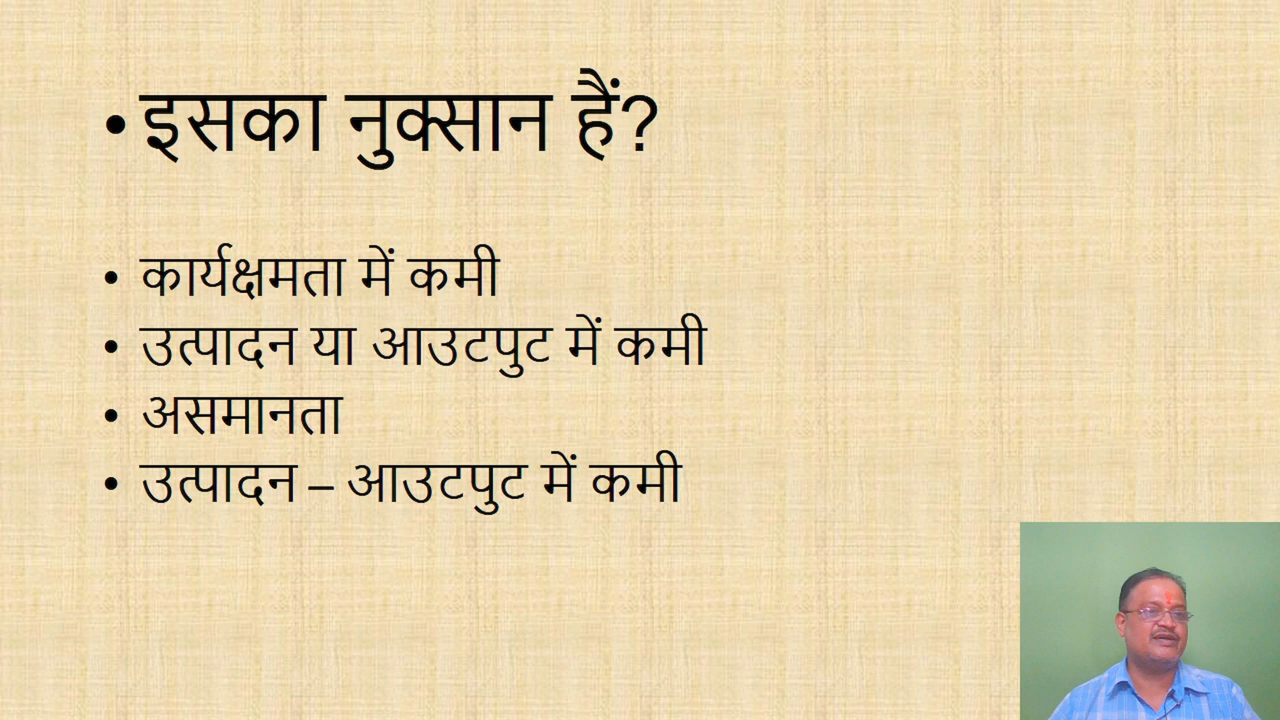 • इसका नुक्सान हैं?
• कार्यक्षमता में कमी
• उत्पादन या आउटपुट में कमी
• असमानता
• उत्पादन – आउटपुट में कमी